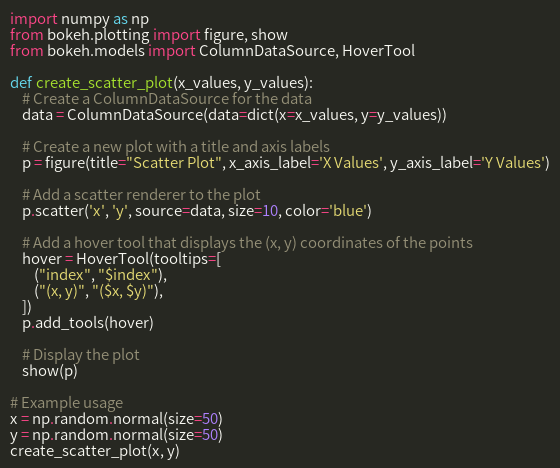 import numpy as np
from bokeh.plotting import figure, show
from bokeh.models import ColumnDataSource, HoverTool

def create_scatter_plot(x_values, y_values):
    # Create a ColumnDataSource for the data
    data = ColumnDataSource(data=dict(x=x_values, y=y_values))

    # Create a new plot with a title and axis labels
    p = figure(title="Scatter Plot", x_axis_label='X Values', y_axis_label='Y Values')

    # Add a scatter renderer to the plot
    p.scatter('x', 'y', source=data, size=10, color='blue')

    # Add a hover tool that displays the (x, y) coordinates of the points
    hover = HoverTool(tooltips=[
        ("index", "$index"),
        ("(x, y)", "($x, $y)"),
    ])
    p.add_tools(hover)

    # Display the plot
    show(p)

# Example usage
x = np.random.normal(size=50)
y = np.random.normal(size=50)
create_scatter_plot(x, y)